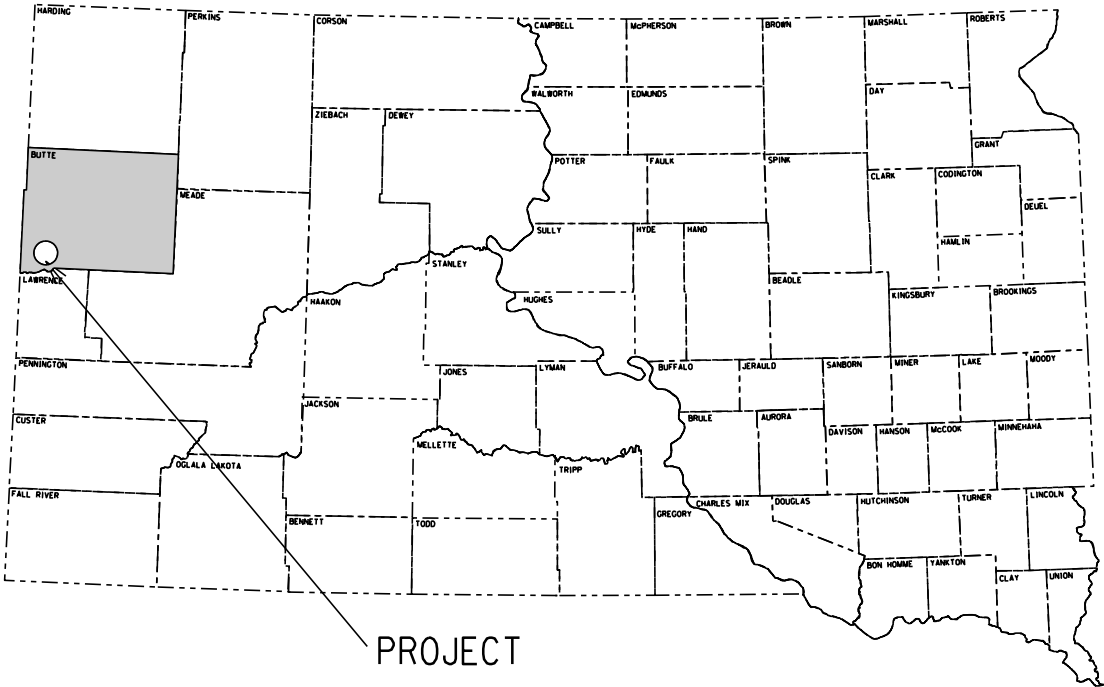 HARDING
PERKINS
CORSON
CAMPBELL
McPHERSON
BROWN
MARSHALL
ROBERTS
WALWORTH
EDMUNDS
DAY
ZIEBACH
DEWEY
GRANT
BUTTE
POTTER
FAULK
SPINK
CLARK
CODINGTON
MEADE
DEUEL
SULLY
HYDE
HAND
HAMLIN
STANLEY
LAWRENCE
BEADLE
HAAKON
HUGHES
KINGSBURY
BROOKINGS
PENNINGTON
JONES
LYMAN
BUFFALO
JERAULD
SANBORN
MINER
LAKE
MOODY
JACKSON
CUSTER
BRULE
AURORA
DAVISON
HANSON
McCOOK
MINNEHAHA
MELLETTE
OGLALA LAKOTA
TRIPP
FALL RIVER
GREGORY
CHARLES MIX
DOUGLAS
HUTCHINSON
TURNER
LINCOLN
BENNETT
TODD
BON HOMME
YANKTON
CLAY
UNION
PROJECT